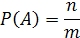 P(A) = n/m